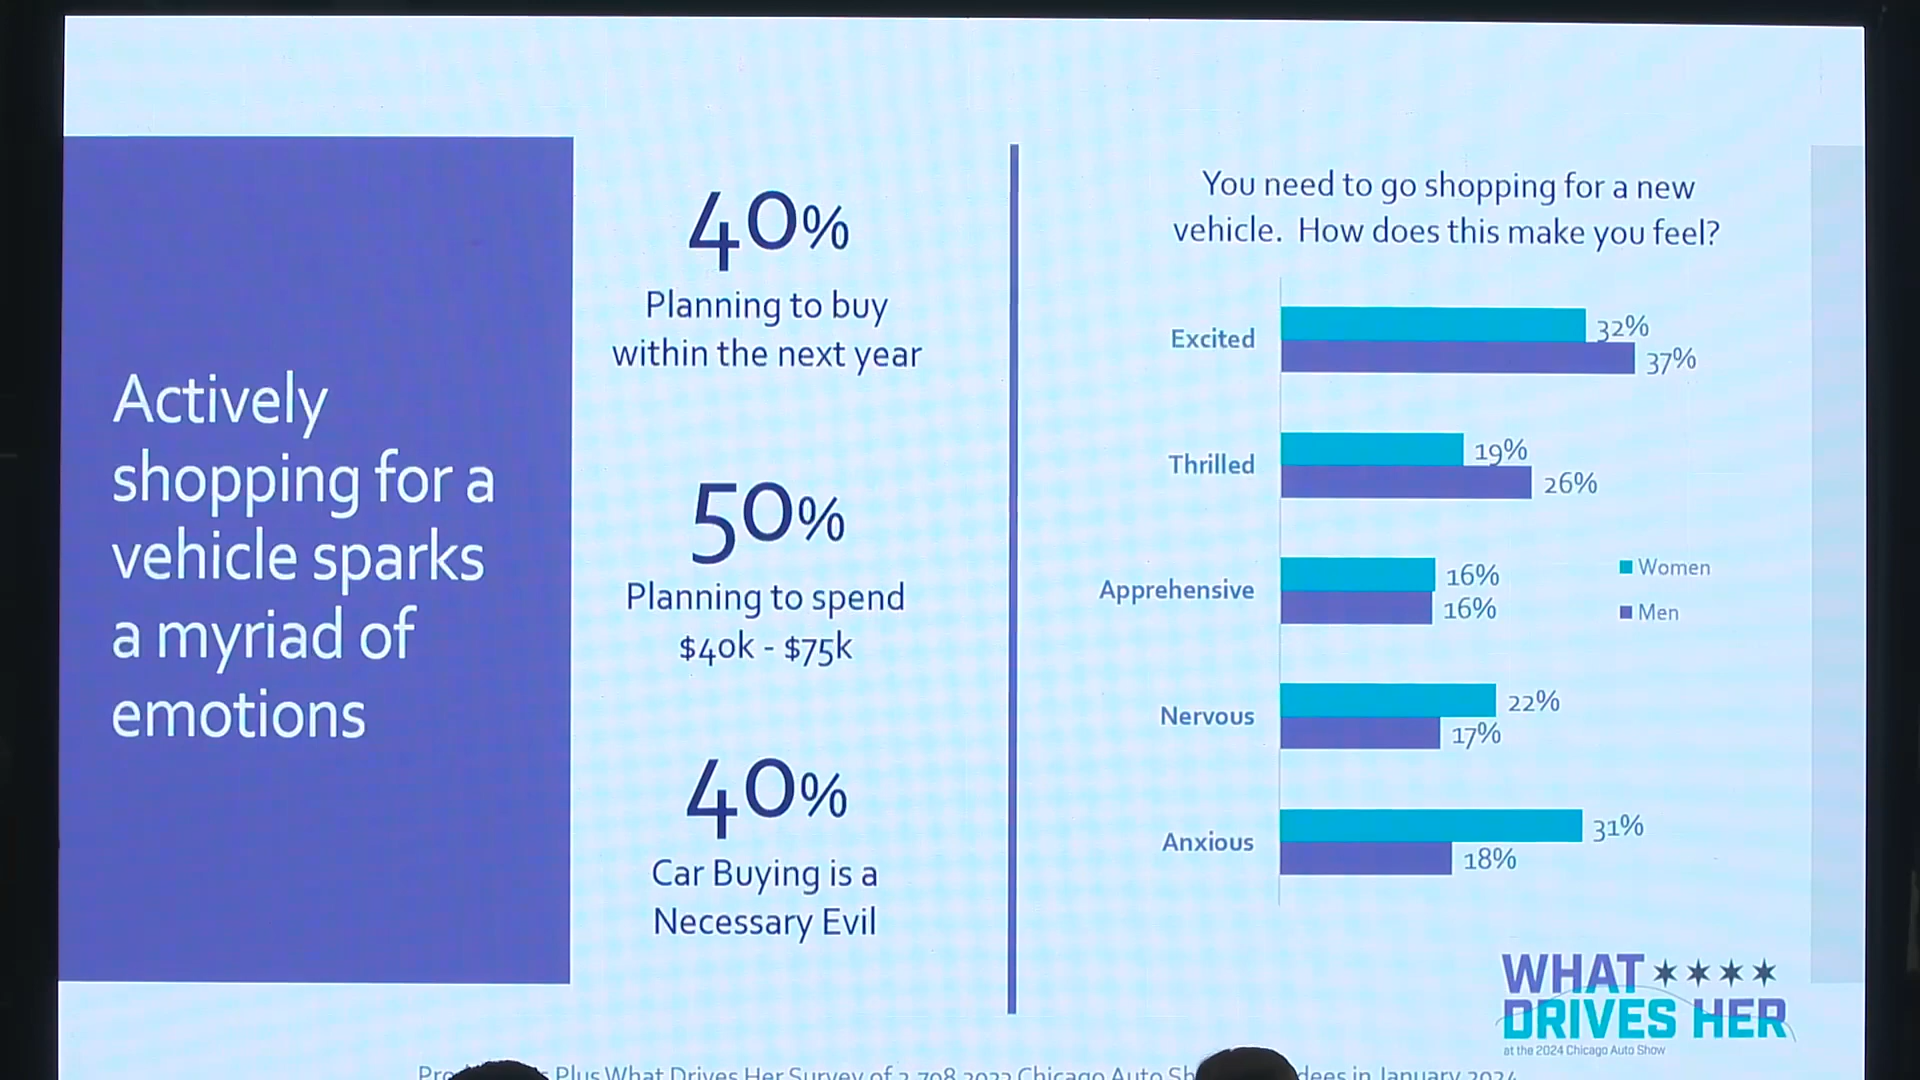 Actively
shopping for a
vehicle sparks
a myriad of
emotions
40%
Planning to buy
within the next year
50%
Planning to spend
$40k - $75k
40%
Car Buying is a
Necessary Evil
You need to go shopping for a new
vehicle. How does this make you feel?
Excited
32%
37%
Thrilled
19%
26%
Apprehensive
16%
16%
Women
Men
Nervous
22%
17%
Anxious
31%
18%
WHAT
DRIVES HER
at the 2024 Chicago Auto Show
Plus What Drives Her Survey of 2,708 2023 Chicago Auto in January 2024